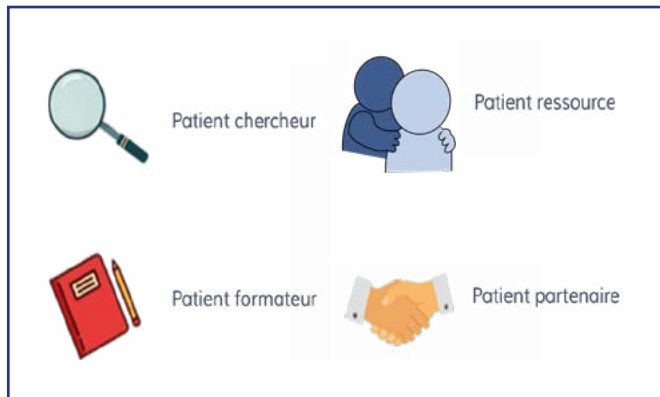 Patient chercheur
Patient ressource
Patient formateur
Patient partenaire